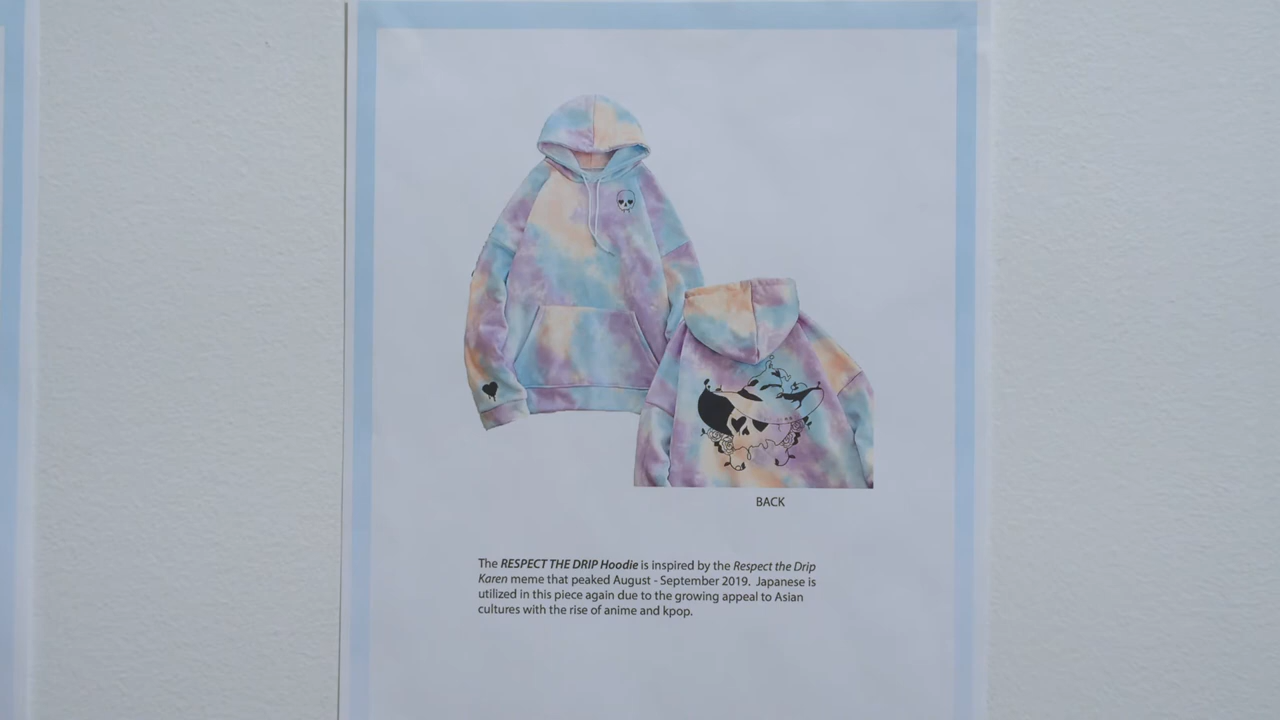 BACK
The RESPECT THE DRIP Hoodie is inspired by the Respect the Drip
Karen meme that peaked August - September 2019.  Japanese is
utilized in this piece again due to the growing appeal to Asian
cultures with the rise of anime and kpop.